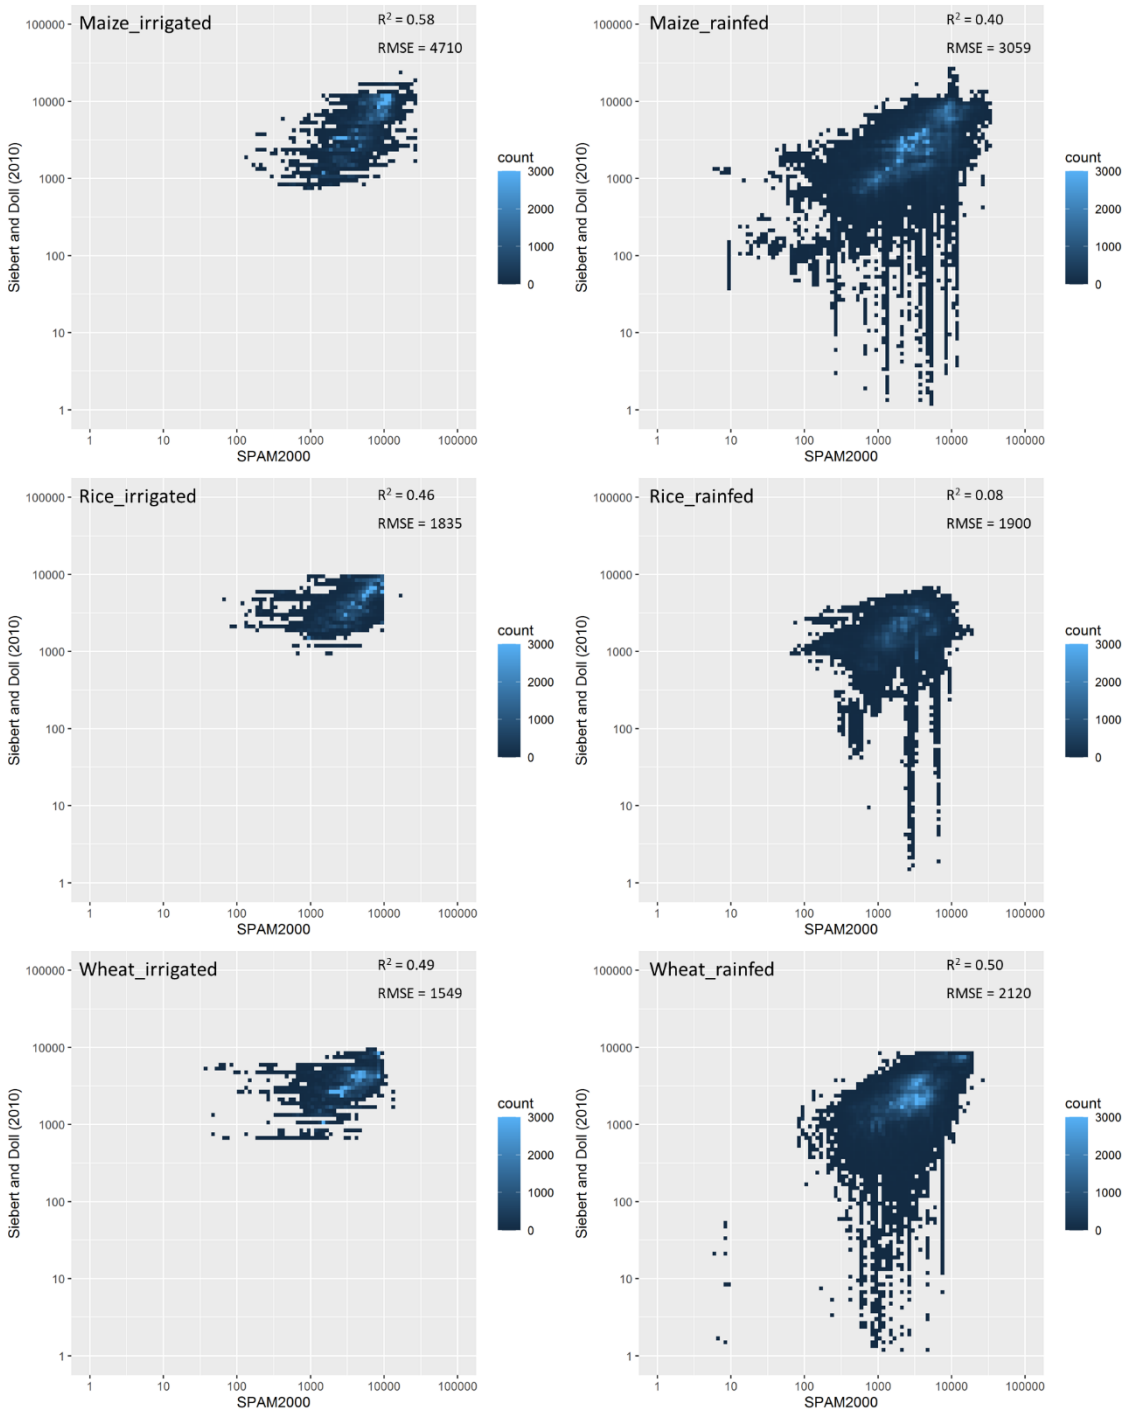 Maize_irrigated
R² = 0.58
RMSE = 4710
100000
10000
1000
100
10
1
Siebert and Doll (2010)
1 10 100 1000 10000 100000
SPAM2000
count
3000
2000
1000
0
Maize_rainfed
R² = 0.40
RMSE = 3059
100000
10000
1000
100
10
1
Siebert and Doll (2010)
1 10 100 1000 10000 100000
SPAM2000
count
3000
2000
1000
0
Rice_irrigated
R² = 0.46
RMSE = 1835
100000
10000
1000
100
10
1
Siebert and Doll (2010)
1 10 100 1000 10000 100000
SPAM2000
count
3000
2000
1000
0
Rice_rainfed
R² = 0.08
RMSE = 1900
100000
10000
1000
100
10
1
Siebert and Doll (2010)
1 10 100 1000 10000 100000
SPAM2000
count
3000
2000
1000
0
Wheat_irrigated
R² = 0.49
RMSE = 1549
100000
10000
1000
100
10
1
Siebert and Doll (2010)
1 10 100 1000 10000 100000
SPAM2000
count
3000
2000
1000
0
Wheat_rainfed
R² = 0.50
RMSE = 2120
100000
10000
1000
100
10
1
Siebert and Doll (2010)
1 10 100 1000 10000 100000
SPAM2000
count
3000
2000
1000
0